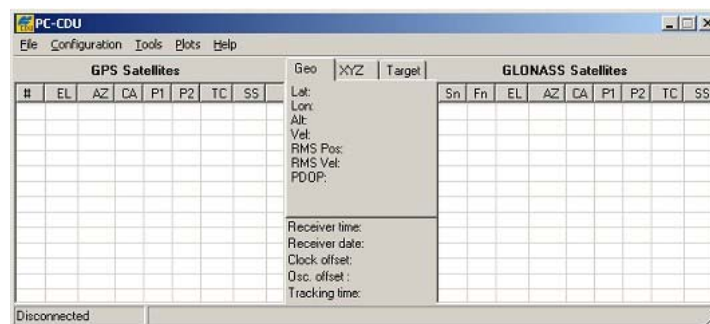 PC-CDU
File Configuration Tools Plots Help
GPS Satellites
# EL AZ CA P1 P2 TC SS
Geo XYZ Target
Lat:
Lon:
Alt:
Vel:
RMS Pos:
RMS Vel:
PDOP:
Receiver time:
Receiver date:
Clock offset:
Osc. offset :
Tracking time:
GLONASS Satellites
Sn Fn EL AZ CA P1 P2 TC SS
Disconnected